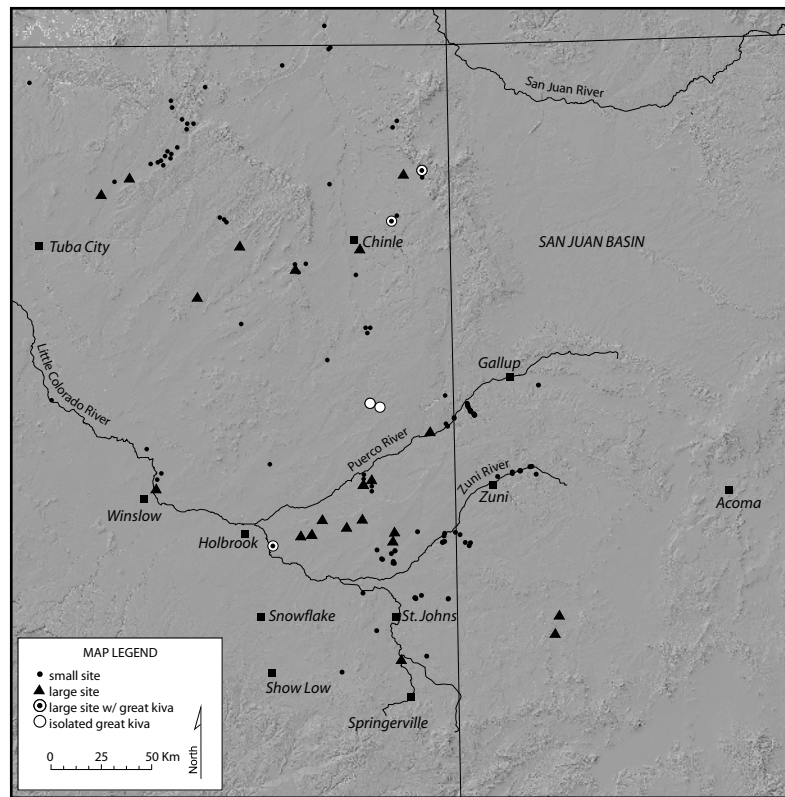 San Juan River
Tuba City
Chinle
SAN JUAN BASIN
Little Colorado River
Gallup
Puerco River
Zuni River
Winslow
Zuni
Acoma
Holbrook
Snowflake
St. Johns
Show Low
Springerville
MAP LEGEND
small site
large site
large site w/ great kiva
isolated great kiva
0 25 50 Km
North